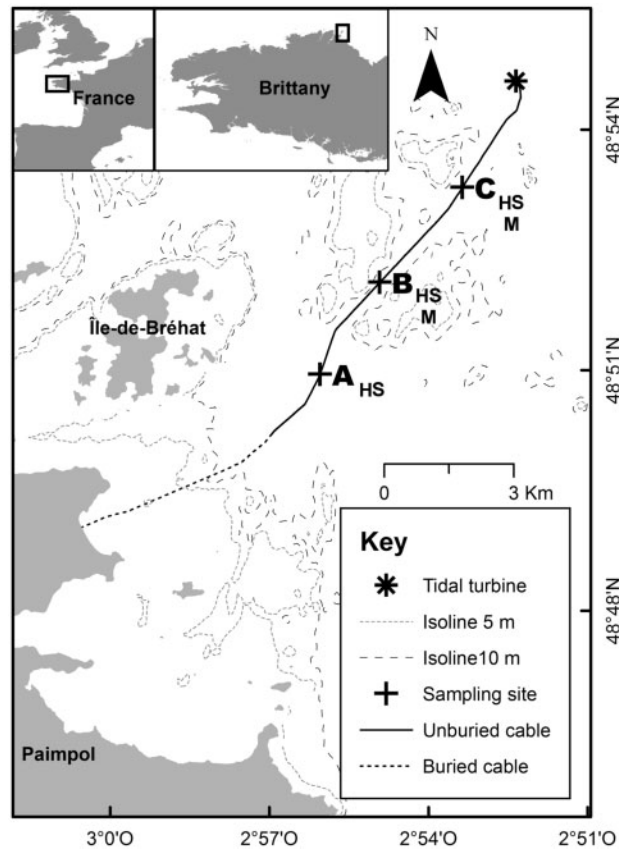 France
Brittany
N
48°54'N
C HS
M
B HS
M
Île-de-Bréhat
48°51'N
A HS
0 3 Km
Key
Tidal turbine
Isoline 5 m
Isoline10 m
Sampling site
Unburied cable
Buried cable
48°48'N
Paimpol
3°0'O 2°57'O 2°54'O 2°51'O